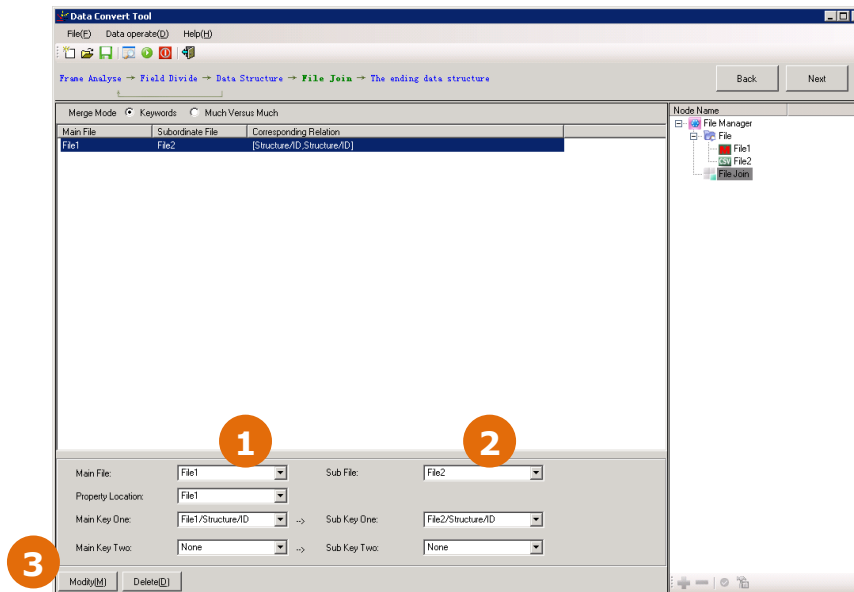 Data Convert Tool
File(F) Data operate(D) Help(H)
Frame Analyse → Field Divide → Data Structure → File Join → The ending data structure
Back Next
Merge Mode Keywords Much Versus Much
Main File Subordinate File Corresponding Relation
File1 File2 [Structure/ID,Structure/ID]
Node Name
File Manager
File
File1
CSV File2
File Join
1 2
Main File: File1 Sub File: File2
Property Location: File1
Main Key One: File1/Structure/ID --> Sub Key One: File2/Structure/ID
Main Key Two: None --> Sub Key Two: None
3
Modify(M) Delete(D)